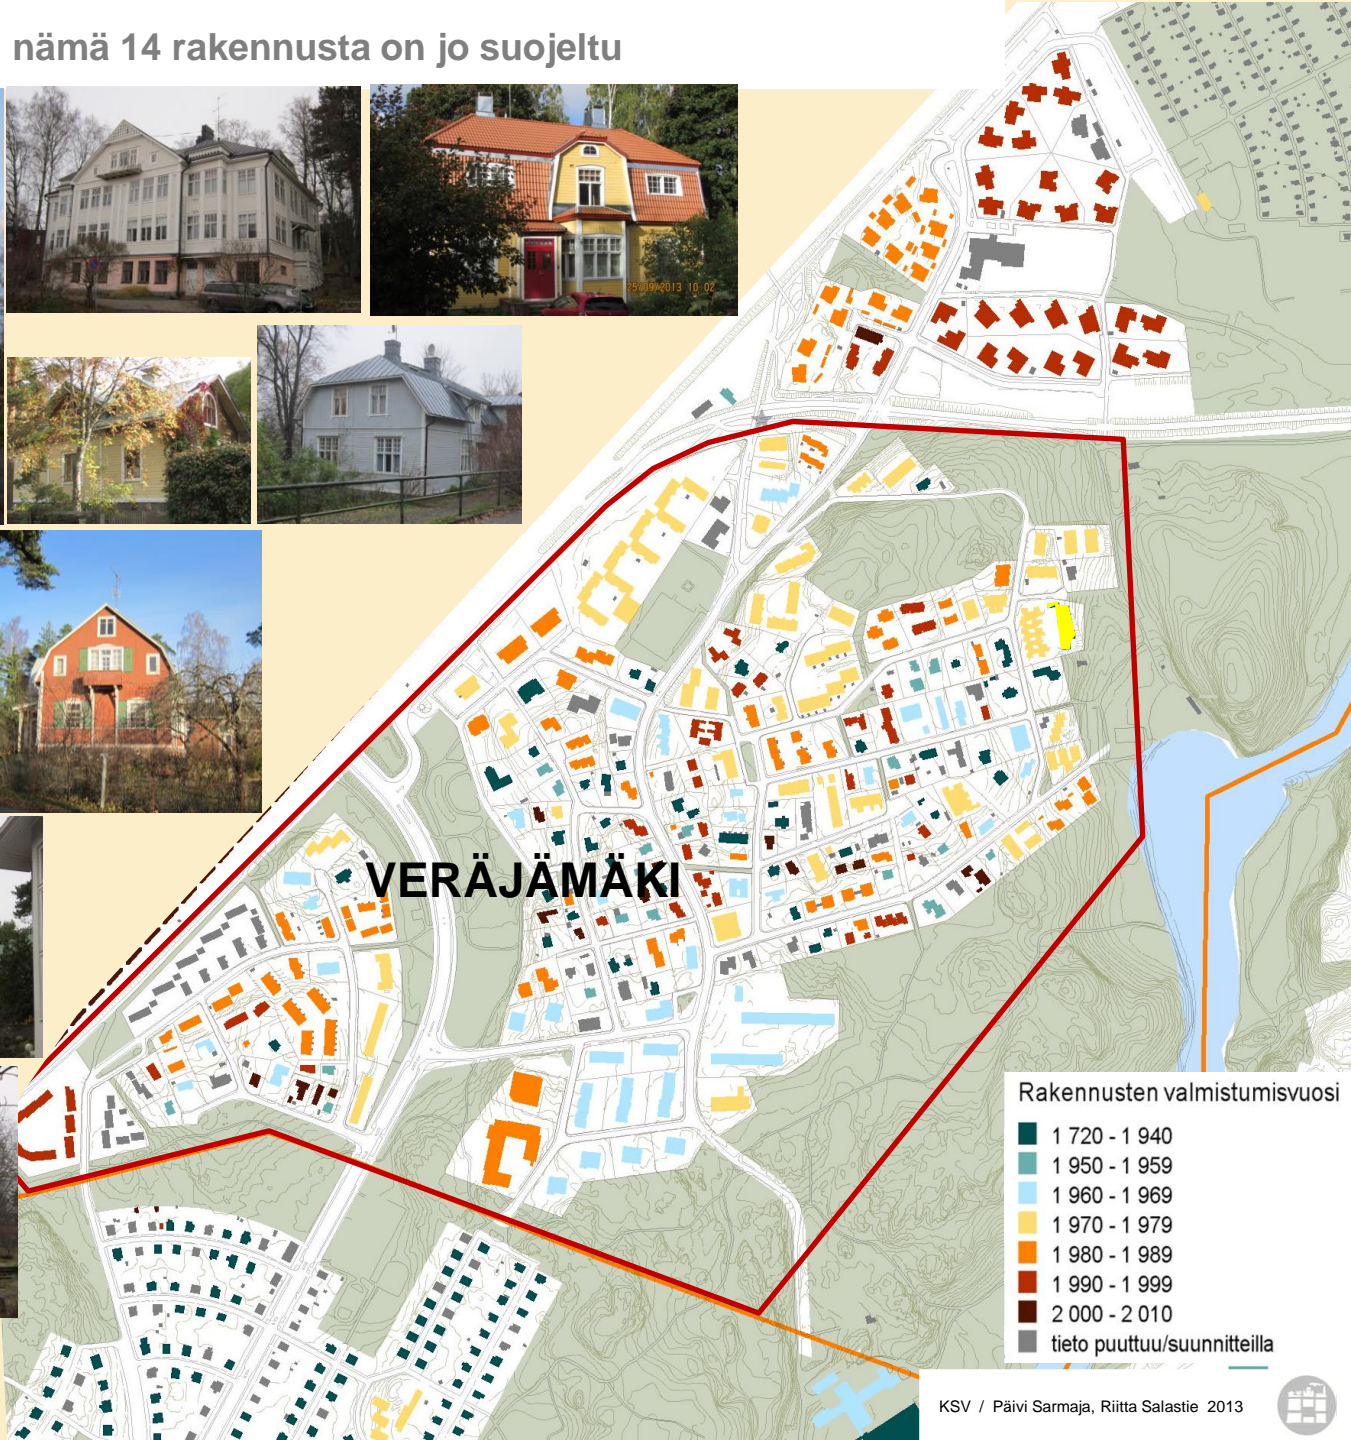 nämä 14 rakennusta on jo suojeltu
25/09/2013 10 02
VERÄJÄMÄKI
Rakennusten valmistumisvuosi
1 720 - 1 940
1 950 - 1 959
1 960 - 1 969
1 970 - 1 979
1 980 - 1 989
1 990 - 1 999
2 000 - 2 010
tieto puuttuu/suunnitteilla
KSV / Päivi Sarmaja, Riitta Salastie 2013